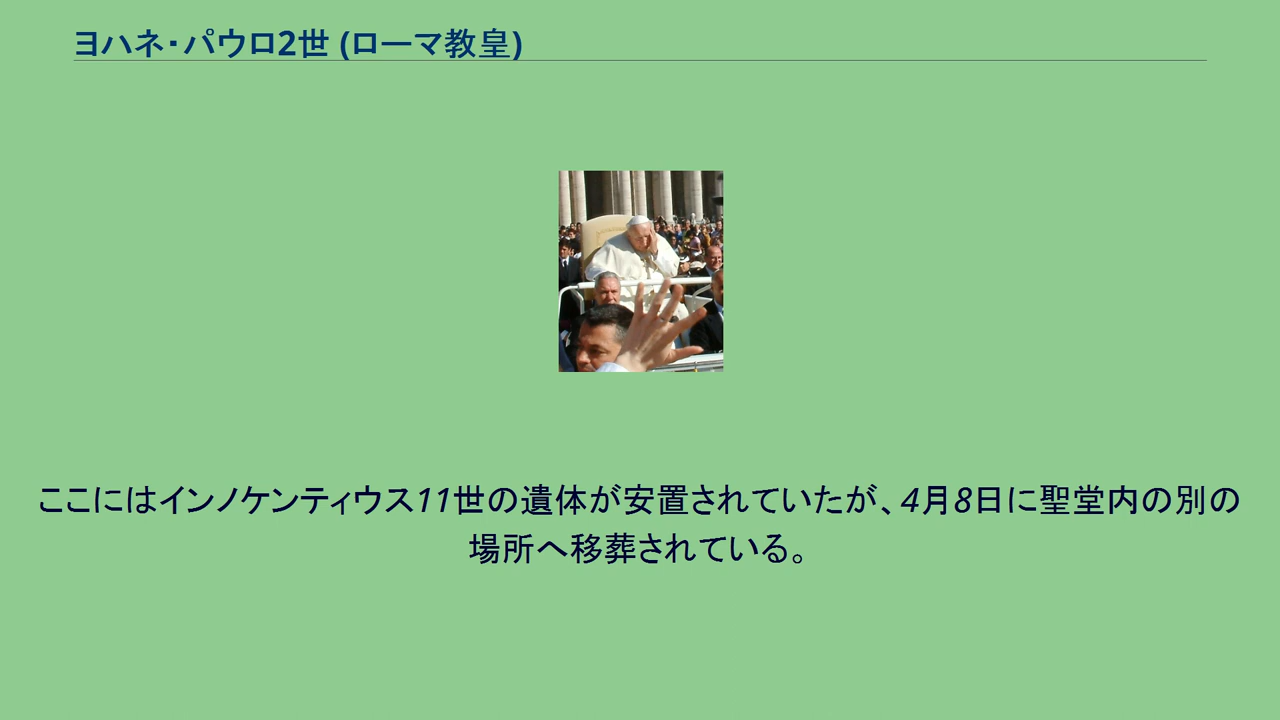 ヨハネ・パウロ2世 (ローマ教皇)
ここにはインノケンティウス11世の遺体が安置されていたが、4月8日に聖堂内の別の
場所へ移葬されている。